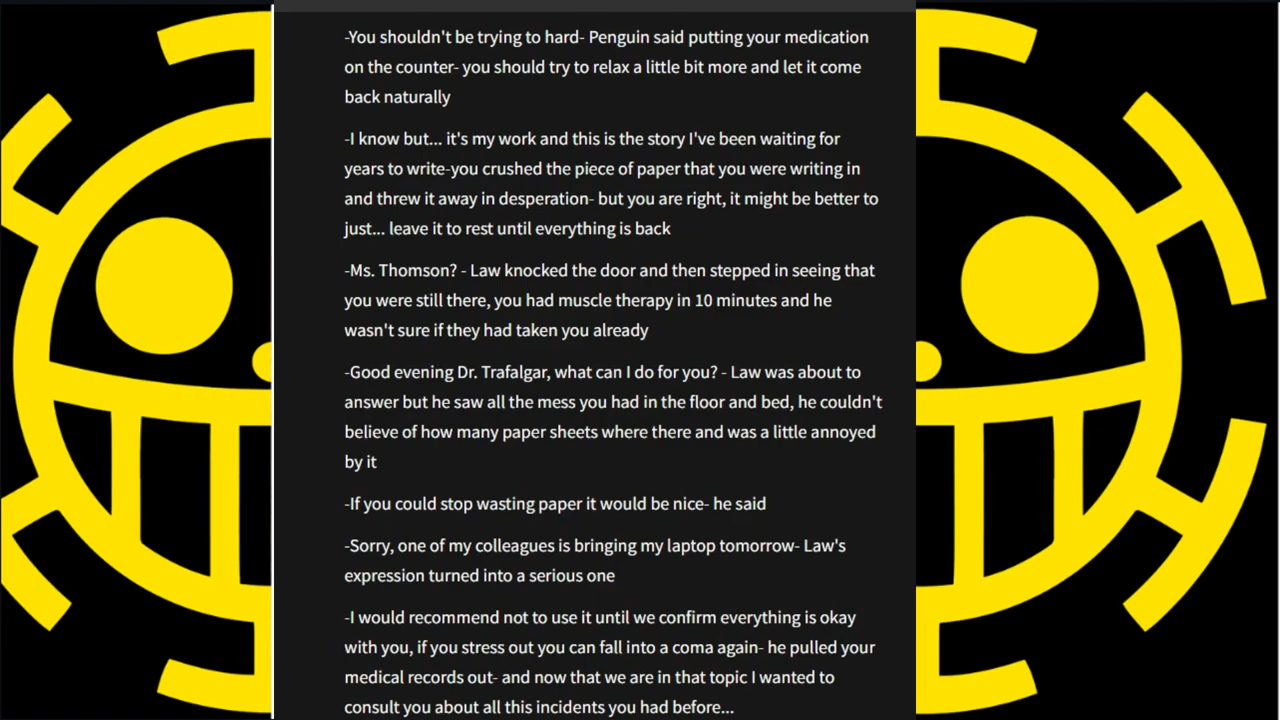 -You shouldn't be trying to hard- Penguin said putting your medication
on the counter- you should try to relax a little bit more and let it come
back naturally
-I know but... it's my work and this is the story I've been waiting for
years to write-you crushed the piece of paper that you were writing in
and threw it away in desperation- but you are right, it might be better to
just... leave it to rest until everything is back
-Ms. Thomson? - Law knocked the door and then stepped in seeing that
you were still there, you had muscle therapy in 10 minutes and he
wasn't sure if they had taken you already
-Good evening Dr. Trafalgar, what can I do for you? - Law was about to
answer but he saw all the mess you had in the floor and bed, he couldn't
believe of how many paper sheets where there and was a little annoyed
by it
-If you could stop wasting paper it would be nice- he said
-Sorry, one of my colleagues is bringing my laptop tomorrow- Law's
expression turned into a serious one
-I would recommend not to use it until we confirm everything is okay
with you, if you stress out you can fall into a coma again- he pulled your
medical records out- and now that we are in that topic I wanted to
consult you about all this incidents you had before...